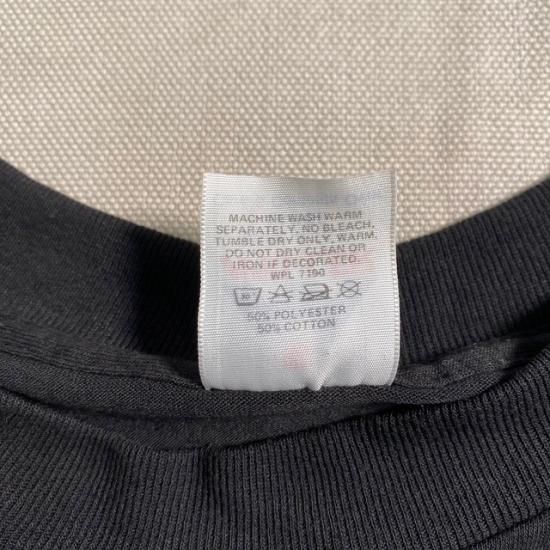 MACHINE WASH WARM
SEPARATELY. NO BLEACH.
TUMBLE DRY ONLY, WARM.
DO NOT DRY CLEAN OR
IRON IF DECORATED.
WPL 7190
50% POLYESTER
50% COTTON